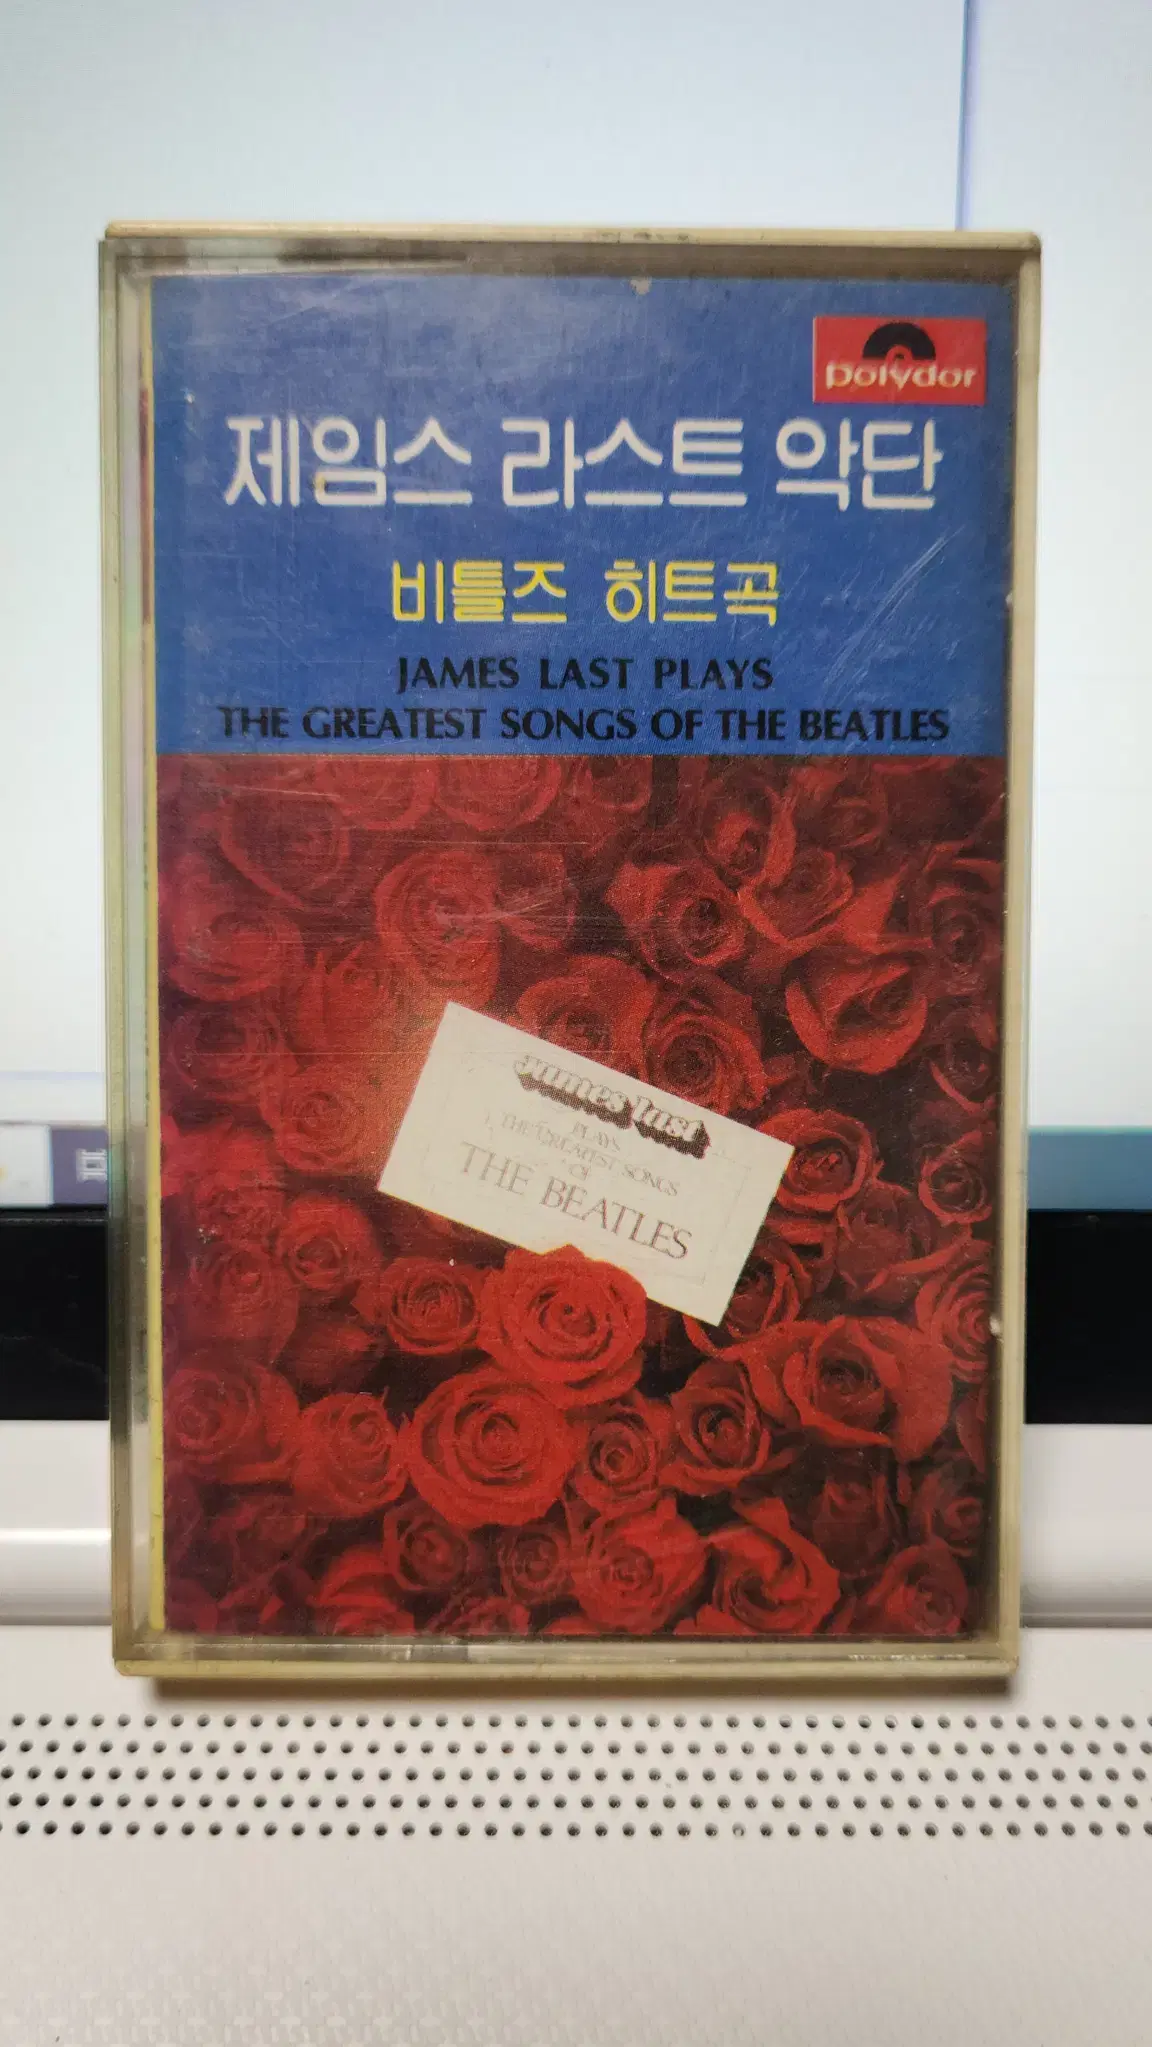 polydor
제임스 라스트 악단
비틀즈 히트곡
JAMES LAST PLAYS
THE GREATEST SONGS OF THE BEATLES
james last
PLAYS
THE GREATEST SONGS
OF
THE BEATLES